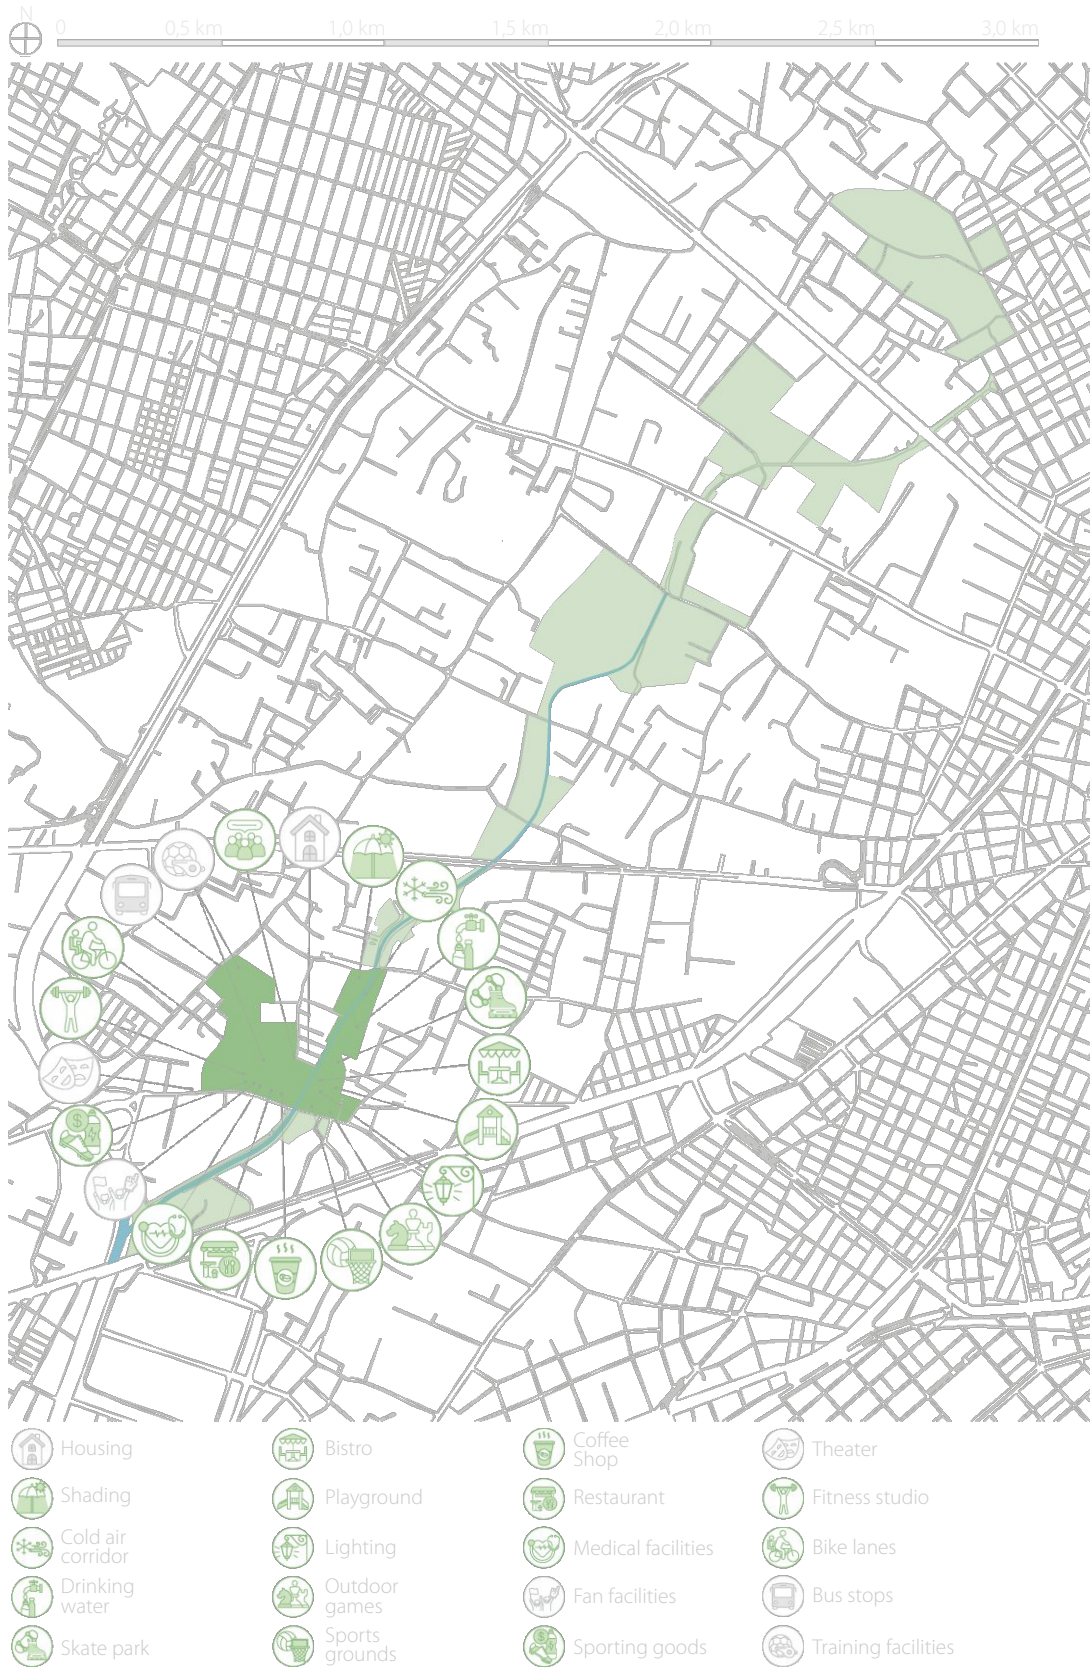 N
0 0,5 km 1,0 km 1,5 km 2,0 km 2,5 km 3,0 km
Housing
Shading
Cold air
corridor
Drinking
water
Skate park
Bistro
Playground
Lighting
Outdoor
games
Sports
grounds
Coffee
Shop
Restaurant
Medical facilities
Fan facilities
Sporting goods
Theater
Fitness studio
Bike lanes
Bus stops
Training facilities